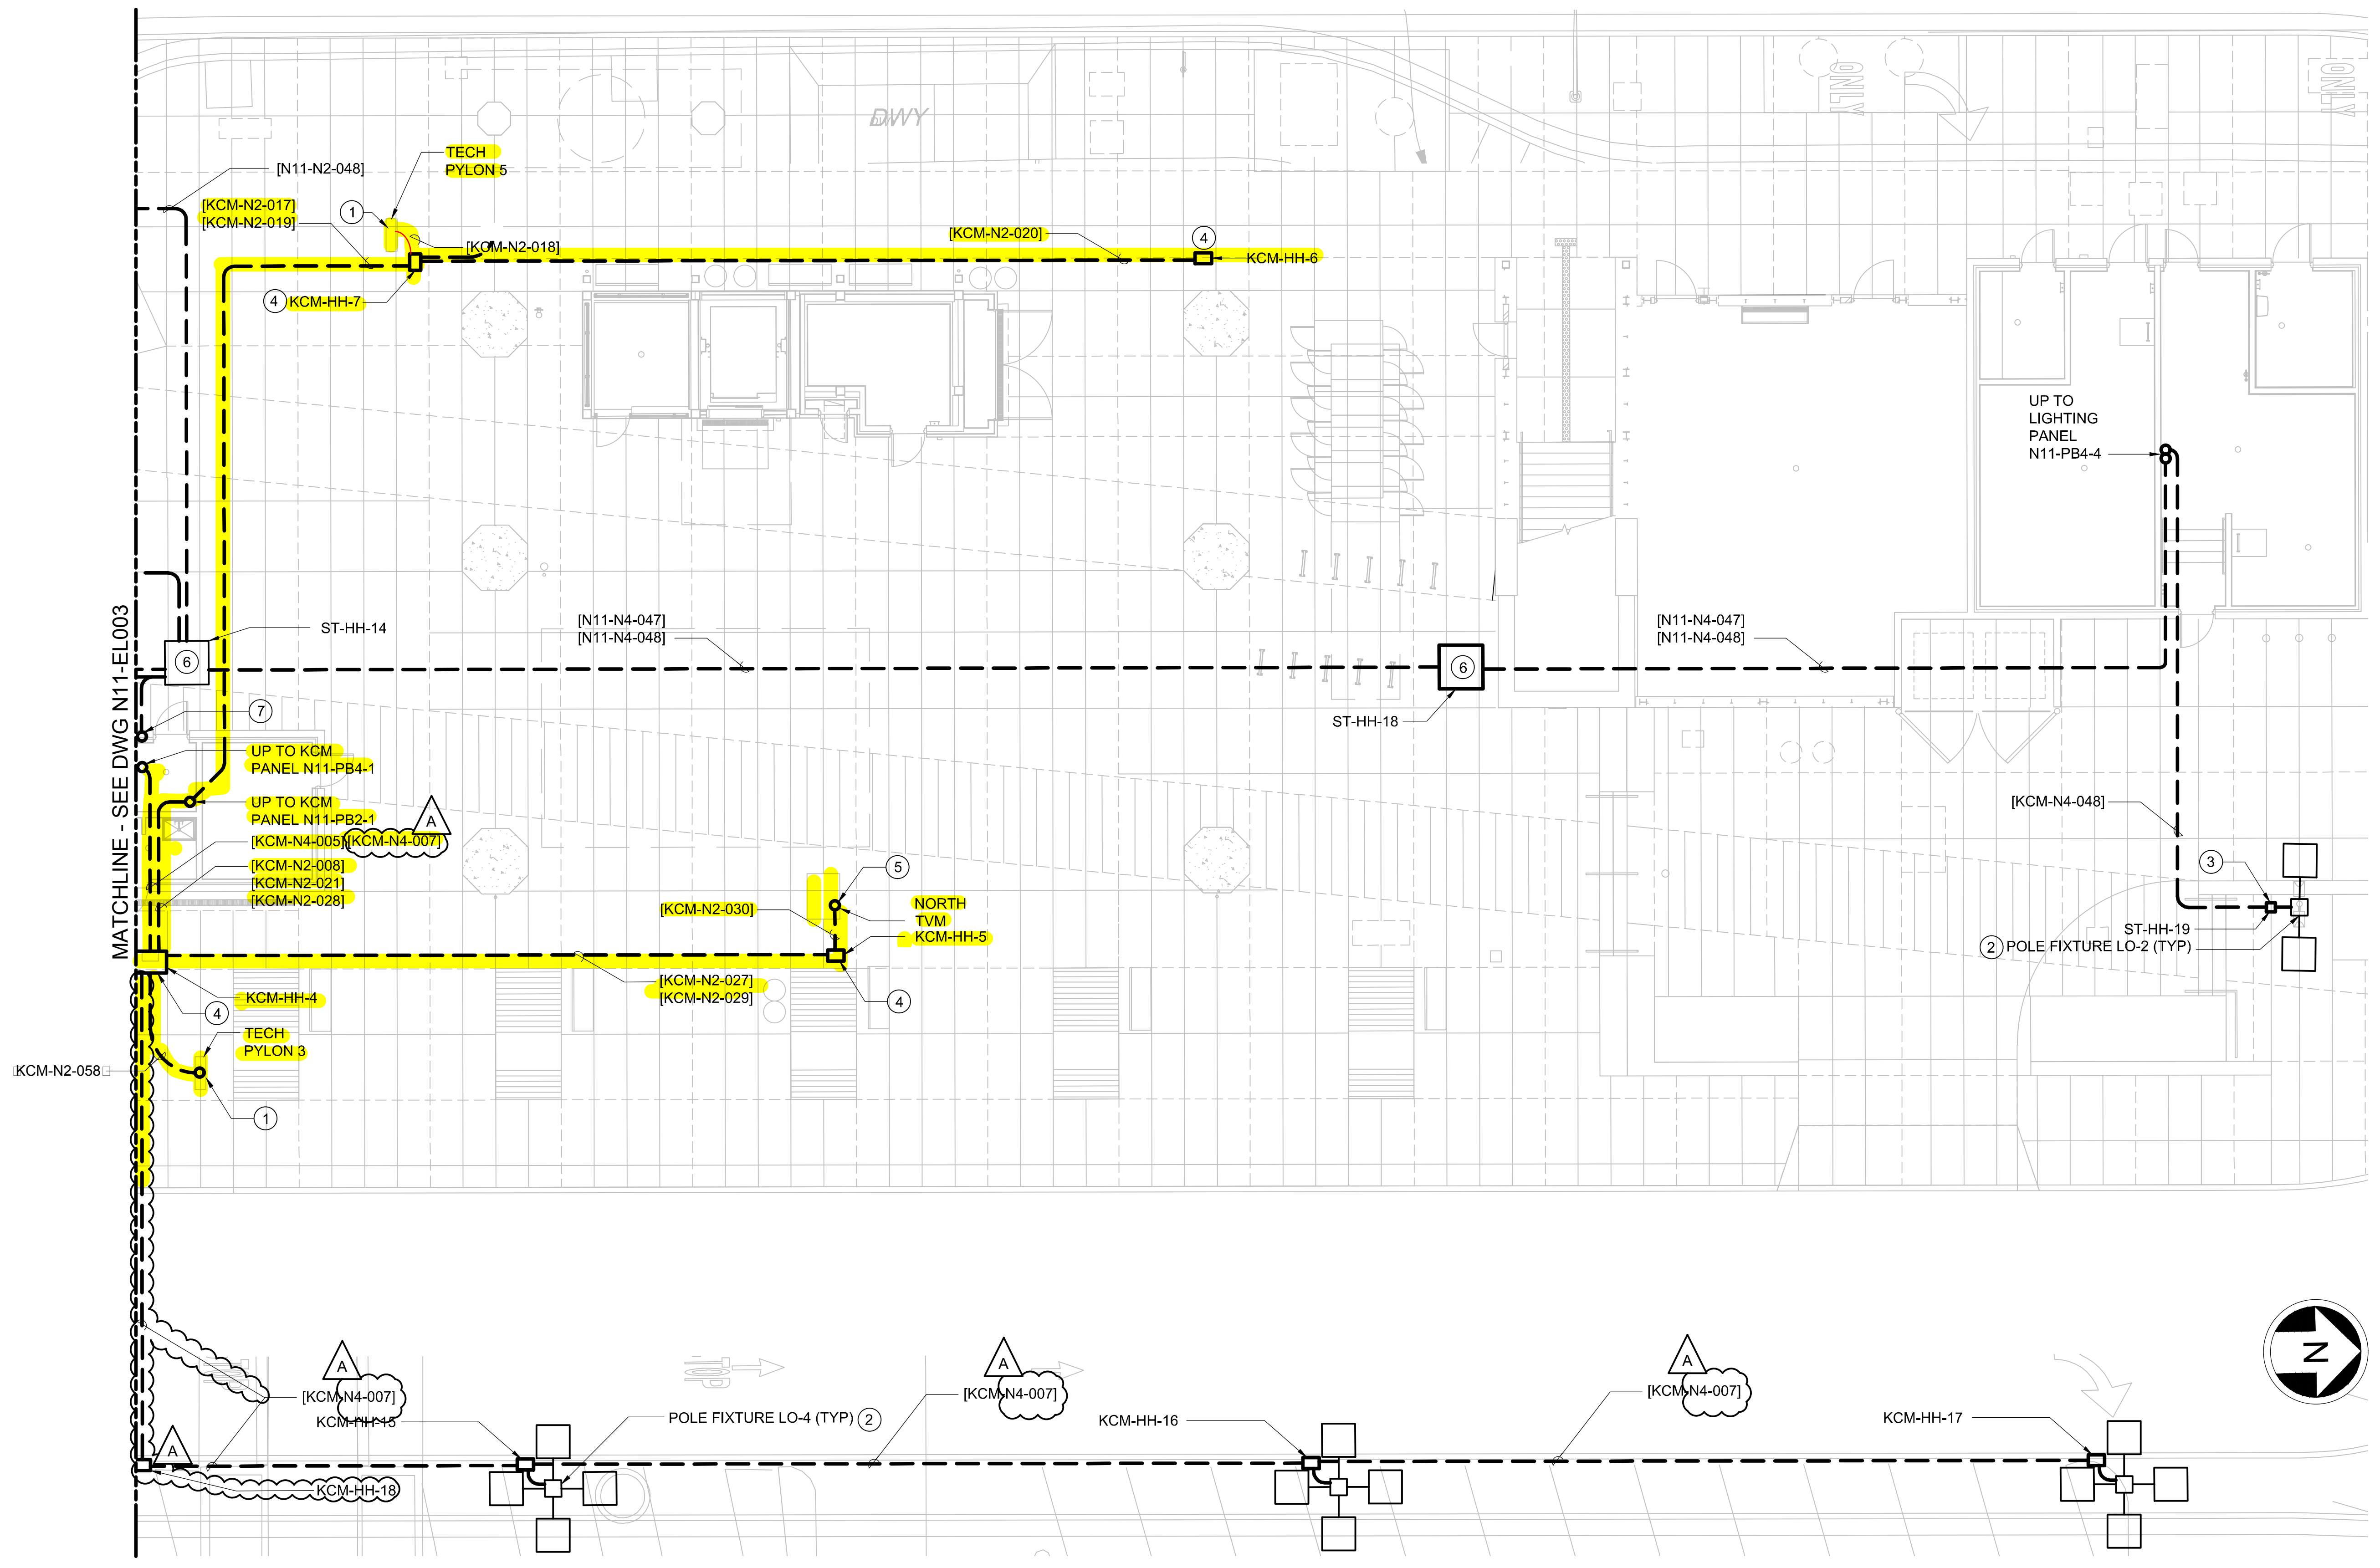 ONLY
ONLY
DWY
TECH
PYLON 5
[N11-N2-048]
[KCM-N2-017]
[KCM-N2-019]
1
[KCM-N2-018]
[KCM-N2-020]
4
KCM-HH-6
4 KCM-HH-7
UP TO
LIGHTING
PANEL
N11-PB4-4
MATCHLINE - SEE DWG N11-EL003
ST-HH-14
6
[N11-N4-047]
[N11-N4-048]
[N11-N4-047]
[N11-N4-048]
6
ST-HH-18
7
UP TO KCM
PANEL N11-PB4-1
UP TO KCM
PANEL N11-PB2-1
A
[KCM-N4-005][KCM-N4-007]
[KCM-N2-008]
[KCM-N2-021]
[KCM-N2-028]
[KCM-N4-048]
3
5
[KCM-N2-030]
NORTH
TVM
KCM-HH-5
ST-HH-19
2 POLE FIXTURE LO-2 (TYP)
[KCM-N2-027]
[KCM-N2-029]
4
KCM-HH-4
4
TECH
PYLON 3
KCM-N2-058
1
N
A
[KCM-N4-007]
KCM-HH-15
POLE FIXTURE LO-4 (TYP) 2
A
[KCM-N4-007]
KCM-HH-16
A
[KCM-N4-007]
KCM-HH-17
A
KCM-HH-18